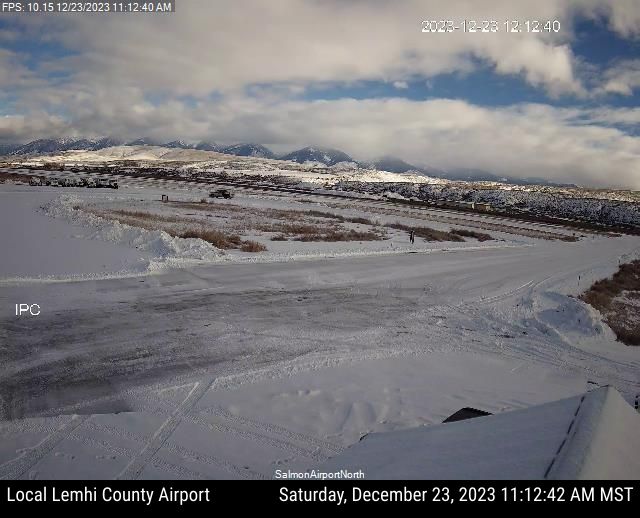 FPS: 10.15 12/23/2023 11:12:40 AM
2023-12-23 12:12:40
IPC
SalmonAirportNorth
Local Lemhi County Airport Saturday, December 23, 2023 11:12:42 AM MST